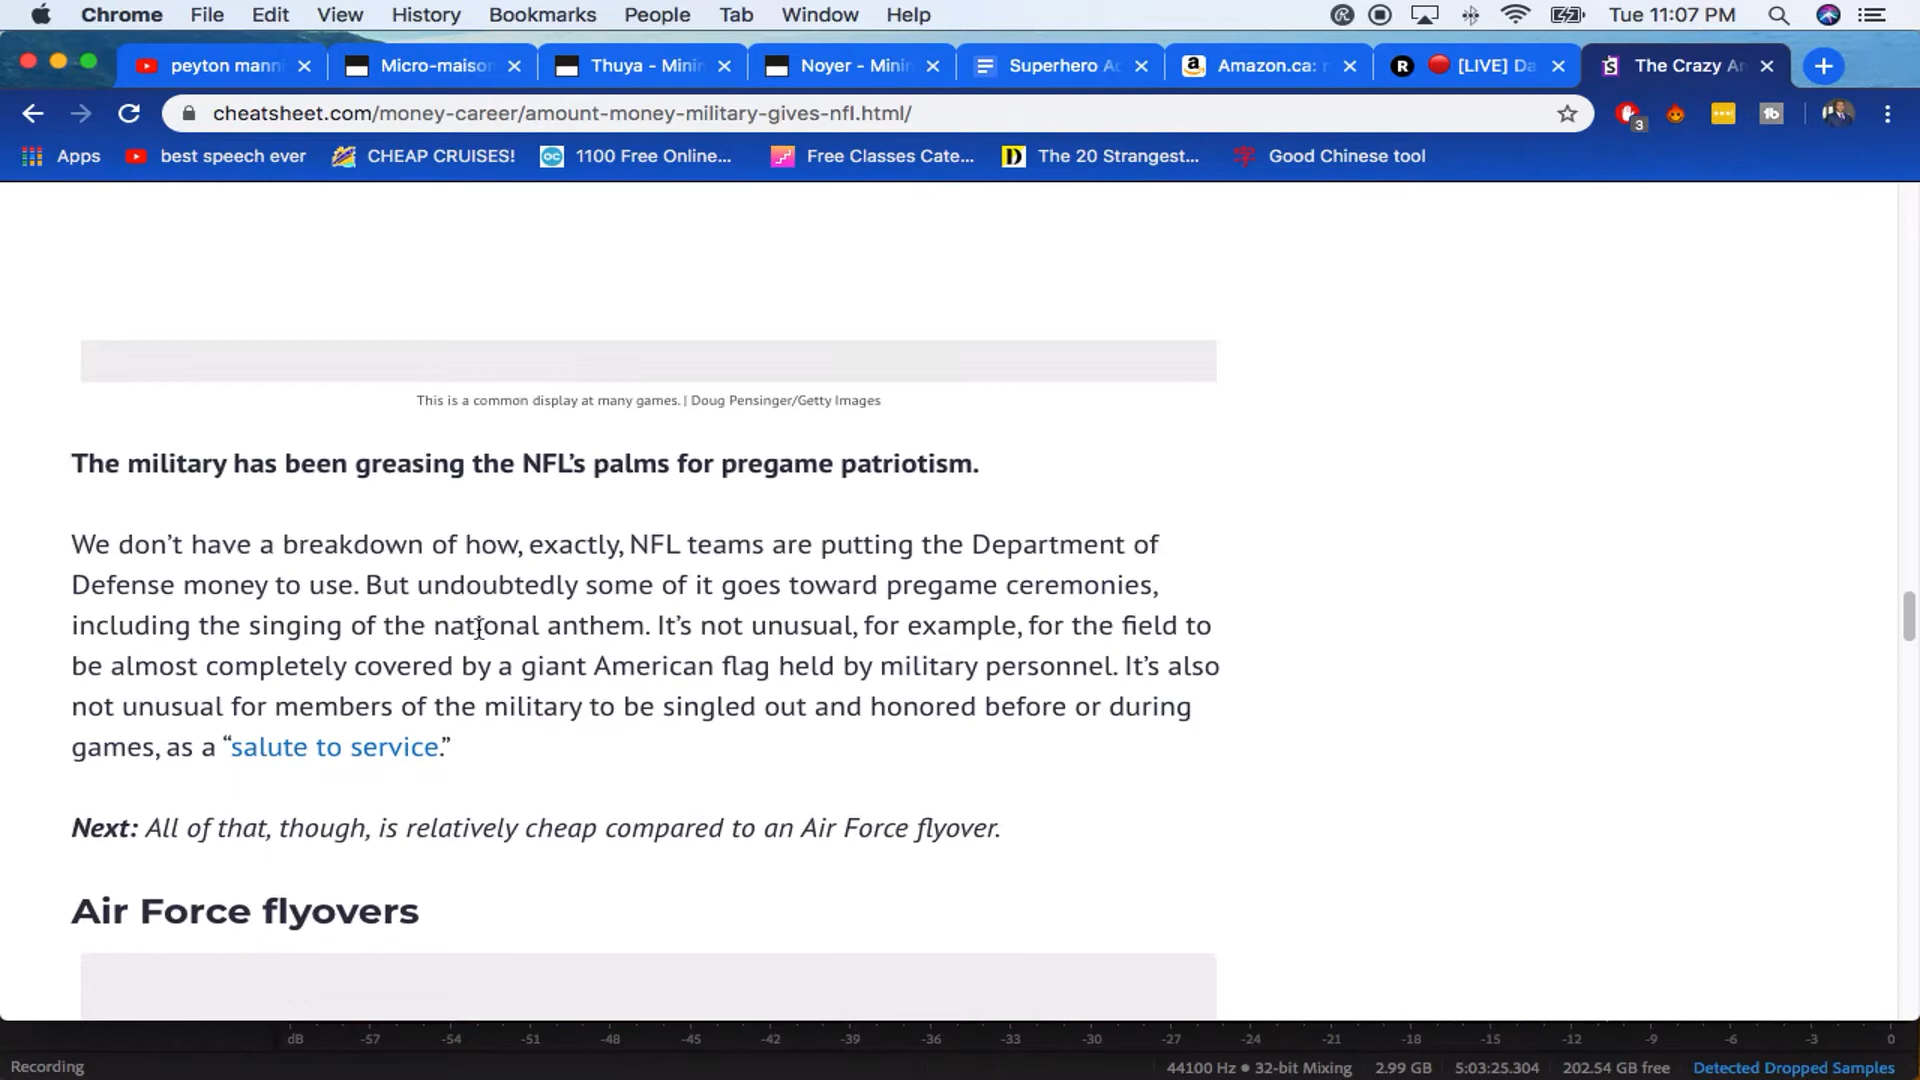 Chrome File Edit View History Bookmarks People Tab Window Help Tue 11:07 PM
peyton mann Micro-maiso Thuya - Mini Noyer - Mini Superhero Ac Amazon.ca: [LIVE] Da The Crazy A
cheatsheet.com/money-career/amount-money-military-gives-nfl.html/
3
Apps best speech ever CHEAP CRUISES! 1100 Free Online... Free Classes Cate... The 20 Strangest... Good Chinese tool
This is a common display at many games. | Doug Pensinger/Getty Images
The military has been greasing the NFL’s palms for pregame patriotism.
We don’t have a breakdown of how, exactly, NFL teams are putting the Department of
Defense money to use. But undoubtedly some of it goes toward pregame ceremonies,
including the singing of the national anthem. It’s not unusual, for example, for the field to
be almost completely covered by a giant American flag held by military personnel. It’s also
not unusual for members of the military to be singled out and honored before or during
games, as a “salute to service.”
Next: All of that, though, is relatively cheap compared to an Air Force flyover.
Air Force flyovers
dB -57 -54 -51 -48 -45 -42 -39 -36 -33 -30 -27 -24 -21 -18 -15 -12 -9 -6 -3 0
Recording 44100 Hz ● 32-bit Mixing 2.99 GB 5:03:25.304 202.54 GB free Detected Dropped Samples